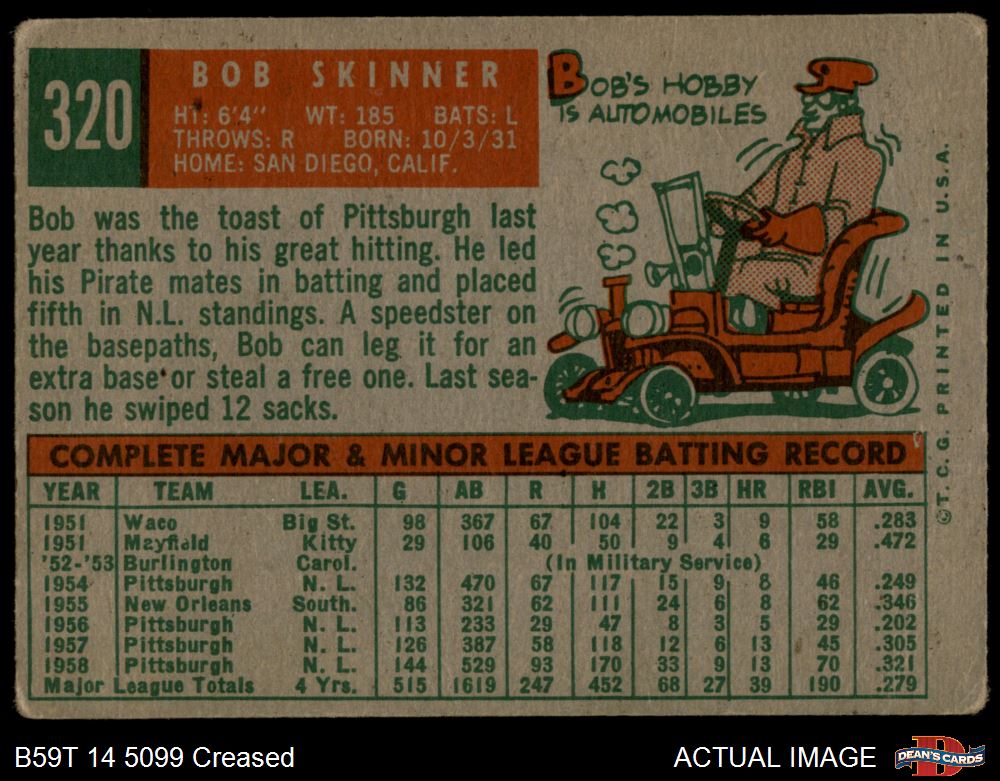 320
BOB SKINNER
HT: 6'4" WT: 185 BATS: L
THROWS: R BORN: 10/3/31
HOME: SAN DIEGO, CALIF.
BOB'S HOBBY
IS AUTOMOBILES
Bob was the toast of Pittsburgh last
year thanks to his great hitting. He led
his Pirate mates in batting and placed
fifth in N.L. standings. A speedster on
the basepaths, Bob can leg it for an
extra base or steal a free one. Last sea-
son he swiped 12 sacks.
©T. C. G. PRINTED IN U.S.A.
COMPLETE MAJOR & MINOR LEAGUE BATTING RECORD
YEAR TEAM LEA. G AB R H 2B 3B HR RBI AVG.
1951 Waco Big St. 98 367 67 104 22 3 9 58 .283
1951 Mayfield Kitty 29 106 40 50 9 4 6 29 .472
'52-'53 Burlington Carol. (In Military Service)
1954 Pittsburgh N. L. 132 470 67 117 15 9 8 46 .249
1955 New Orleans South. 86 321 62 111 24 6 8 62 .346
1956 Pittsburgh N. L. 113 233 29 47 8 3 5 29 .202
1957 Pittsburgh N. L. 126 387 58 118 12 6 13 45 .305
1958 Pittsburgh N. L. 144 529 93 170 33 9 13 70 .321
Major League Totals 4 Yrs. 515 1619 247 452 68 27 39 190 .279
B59T 14 5099 Creased
ACTUAL IMAGE
DEAN'S CARDS